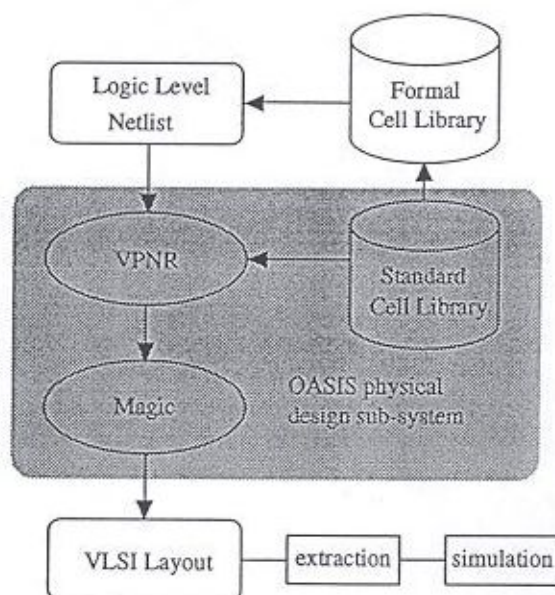 Logic Level
Netlist
Formal
Cell Library
VPNR
Standard
Cell Library
Magic
OASIS physical
design sub-system
VLSI Layout
extraction
simulation